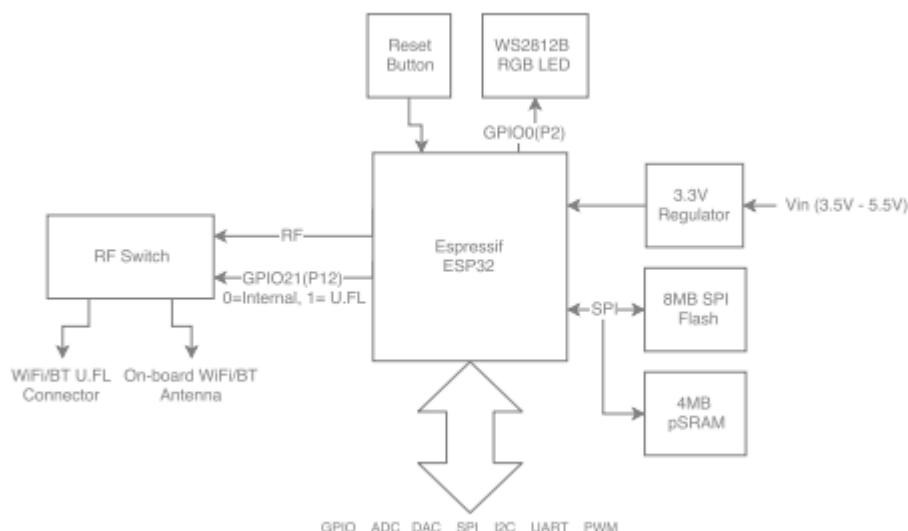 Reset
Button
WS2812B
RGB LED
GPIO0(P2)
3.3V
Regulator
Vin (3.5V - 5.5V)
Espressif
ESP32
RF Switch
RF
GPIO21(P12)
0=Internal, 1= U.FL
WiFi/BT U.FL
Connector
On-board WiFi/BT
Antenna
SPI
8MB SPI
Flash
4MB
pSRAM
GPIO ADC DAC SPI I2C UART PWM